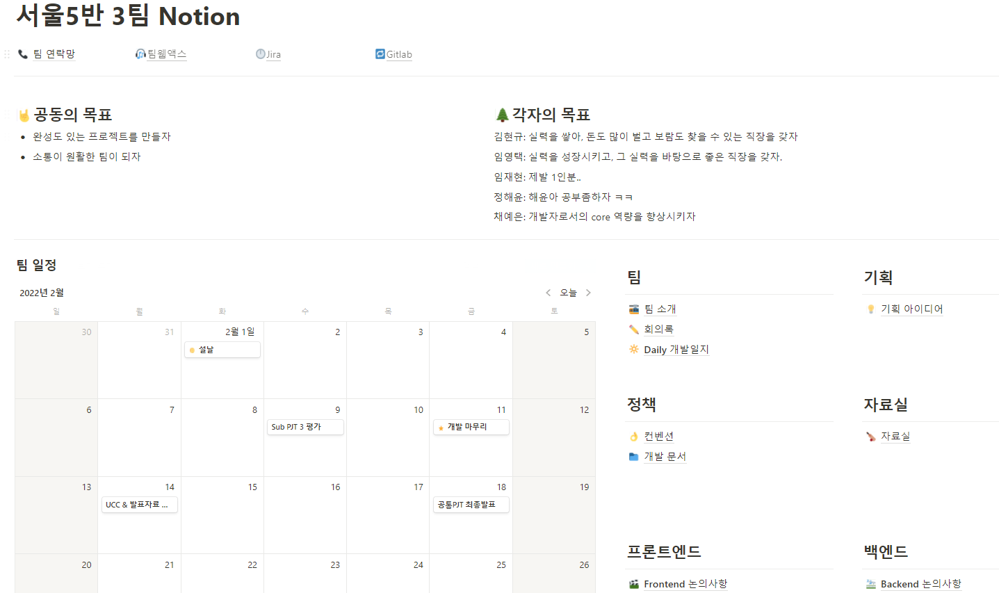 서울5반 3팀 Notion
팀 연락망 팀웹액스 Jira Gitlab
공동의 목표
완성도 있는 프로젝트를 만들자
소통이 원활한 팀이 되자
각자의 목표
김현규: 실력을 쌓아, 돈도 많이 벌고 보람도 찾을 수 있는 직장을 갖자
임영택: 실력을 성장시키고, 그 실력을 바탕으로 좋은 직장을 갖자.
임재현: 제발 1인분..
정해윤: 해윤아 공부좀하자 ㅋㅋ
채예은: 개발자로서의 core 역량을 향상시키자
팀 일정
2022년 2월 오늘
일 월 화 수 목 금 토
30 31 2월 1일 2 3 4 5
설날
6 7 8 9 10 11 12
Sub PJT 3 평가 개발 마무리
13 14 15 16 17 18 19
UCC & 발표자료 ... 공통PJT 최종발표
20 21 22 23 24 25 26
팀
팀 소개
회의록
Daily 개발일지
기획
기획 아이디어
정책
컨벤션
개발 문서
자료실
자료실
프론트엔드
Frontend 논의사항
백엔드
Backend 논의사항